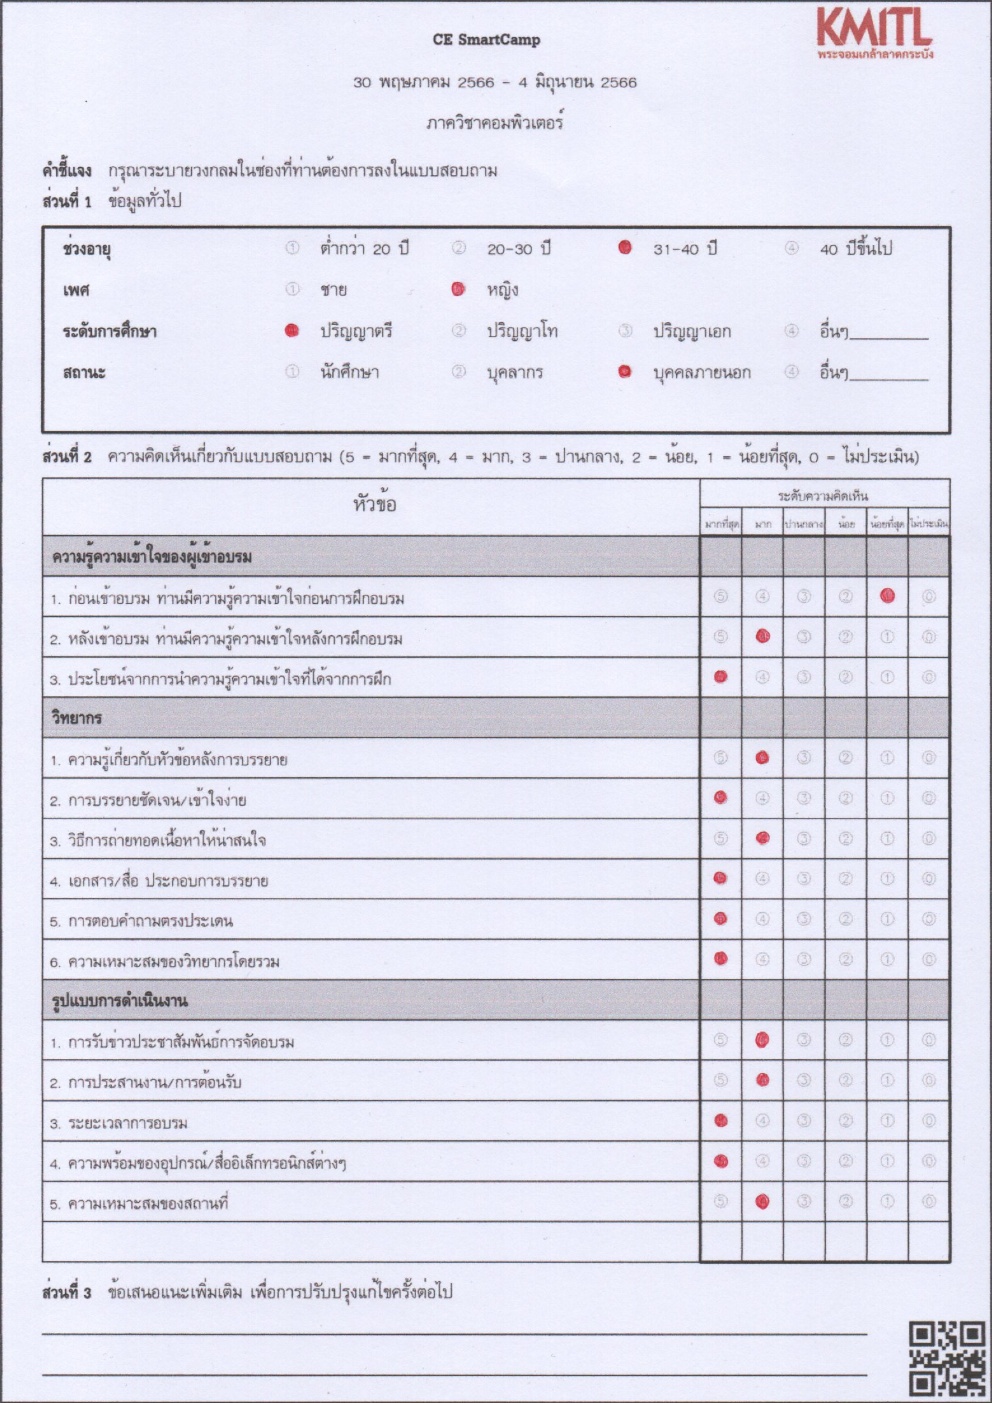 KMITL
พระจอมเกล้าลาดกระบัง
CE SmartCamp
30 พฤษภาคม 2566 - 4 มิถุนายน 2566
ภาควิชาคอมพิวเตอร์
คำชี้แจง กรุณาระบายวงกลมในช่องที่ท่านต้องการลงในแบบสอบถาม
ส่วนที่ 1 ข้อมูลทั่วไป
ช่วงอายุ ① ต่ำกว่า 20 ปี ② 20-30 ปี 31-40 ปี ④ 40 ปีขึ้นไป
เพศ ① ชาย หญิง
ระดับการศึกษา ปริญญาตรี ② ปริญญาโท ③ ปริญญาเอก ④ อื่นๆ
สถานะ ① นักศึกษา ② บุคลากร บุคคลภายนอก ④ อื่นๆ
ส่วนที่ 2 ความคิดเห็นเกี่ยวกับแบบสอบถาม (5 = มากที่สุด, 4 = มาก, 3 = ปานกลาง, 2 = น้อย, 1 = น้อยที่สุด, 0 = ไม่ประเมิน)
หัวข้อ ระดับความคิดเห็น
มากที่สุด มาก ปานกลาง น้อย น้อยที่สุด ไม่ประเมิน
ความรู้ความเข้าใจของผู้เข้าอบรม
1. ก่อนเข้าอบรม ท่านมีความรู้ความเข้าใจก่อนการฝึกอบรม ⑤ ④ ③ ② ⓪
2. หลังเข้าอบรม ท่านมีความรู้ความเข้าใจหลังการฝึกอบรม ⑤ ③ ② ① ⓪
3. ประโยชน์จากการนำความรู้ความเข้าใจที่ได้จากการฝึก ④ ③ ② ① ⓪
วิทยากร
1. ความรู้เกี่ยวกับหัวข้อหลังการบรรยาย ⑤ ③ ② ① ⓪
2. การบรรยายชัดเจน/เข้าใจง่าย ④ ③ ② ① ⓪
3. วิธีการถ่ายทอดเนื้อหาให้น่าสนใจ ⑤ ③ ② ① ⓪
4. เอกสาร/สื่อ ประกอบการบรรยาย ④ ③ ② ① ⓪
5. การตอบคำถามตรงประเดน ④ ③ ② ① ⓪
6. ความเหมาะสมของวิทยากรโดยรวม ④ ③ ② ① ⓪
รูปแบบการดำเนินงาน
1. การรับข่าวประชาสัมพันธ์การจัดอบรม ⑤ ③ ② ① ⓪
2. การประสานงาน/การต้อนรับ ⑤ ③ ② ① ⓪
3. ระยะเวลาการอบรม ④ ③ ② ① ⓪
4. ความพร้อมของอุปกรณ์/สื่ออิเล็กทรอนิกส์ต่างๆ ④ ③ ② ① ⓪
5. ความเหมาะสมของสถานที่ ⑤ ③ ② ① ⓪
ส่วนที่ 3 ข้อเสนอแนะเพิ่มเติม เพื่อการปรับปรุงแก้ไขครั้งต่อไป